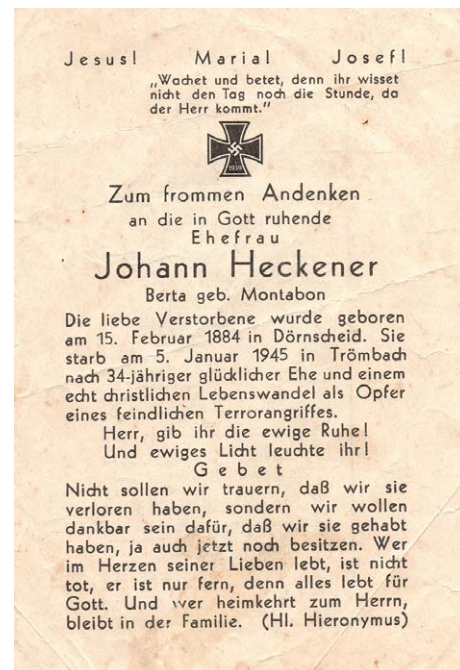 Jesus! Maria! Josef!
„Wachet und betet, denn ihr wisset
nicht den Tag noch die Stunde, da
der Herr kommt."
1939
Zum frommen Andenken
an die in Gott ruhende
Ehefrau
Johann Heckener
Berta geb. Montabon
Die liebe Verstorbene wurde geboren
am 15. Februar 1884 in Dörnscheid. Sie
starb am 5. Januar 1945 in Trömbach
nach 34-jähriger glücklicher Ehe und einem
echt christlichen Lebenswandel als Opfer
eines feindlichen Terrorangriffes.
Herr, gib ihr die ewige Ruhe!
Und ewiges Licht leuchte ihr!
Gebet
Nicht sollen wir trauern, daß wir sie
verloren haben, sondern wir wollen
dankbar sein dafür, daß wir sie gehabt
haben, ja auch jetzt noch besitzen. Wer
im Herzen seiner Lieben lebt, ist nicht
tot, er ist nur fern, denn alles lebt für
Gott. Und wer heimkehrt zum Herrn,
bleibt in der Familie. (Hl. Hieronymus)